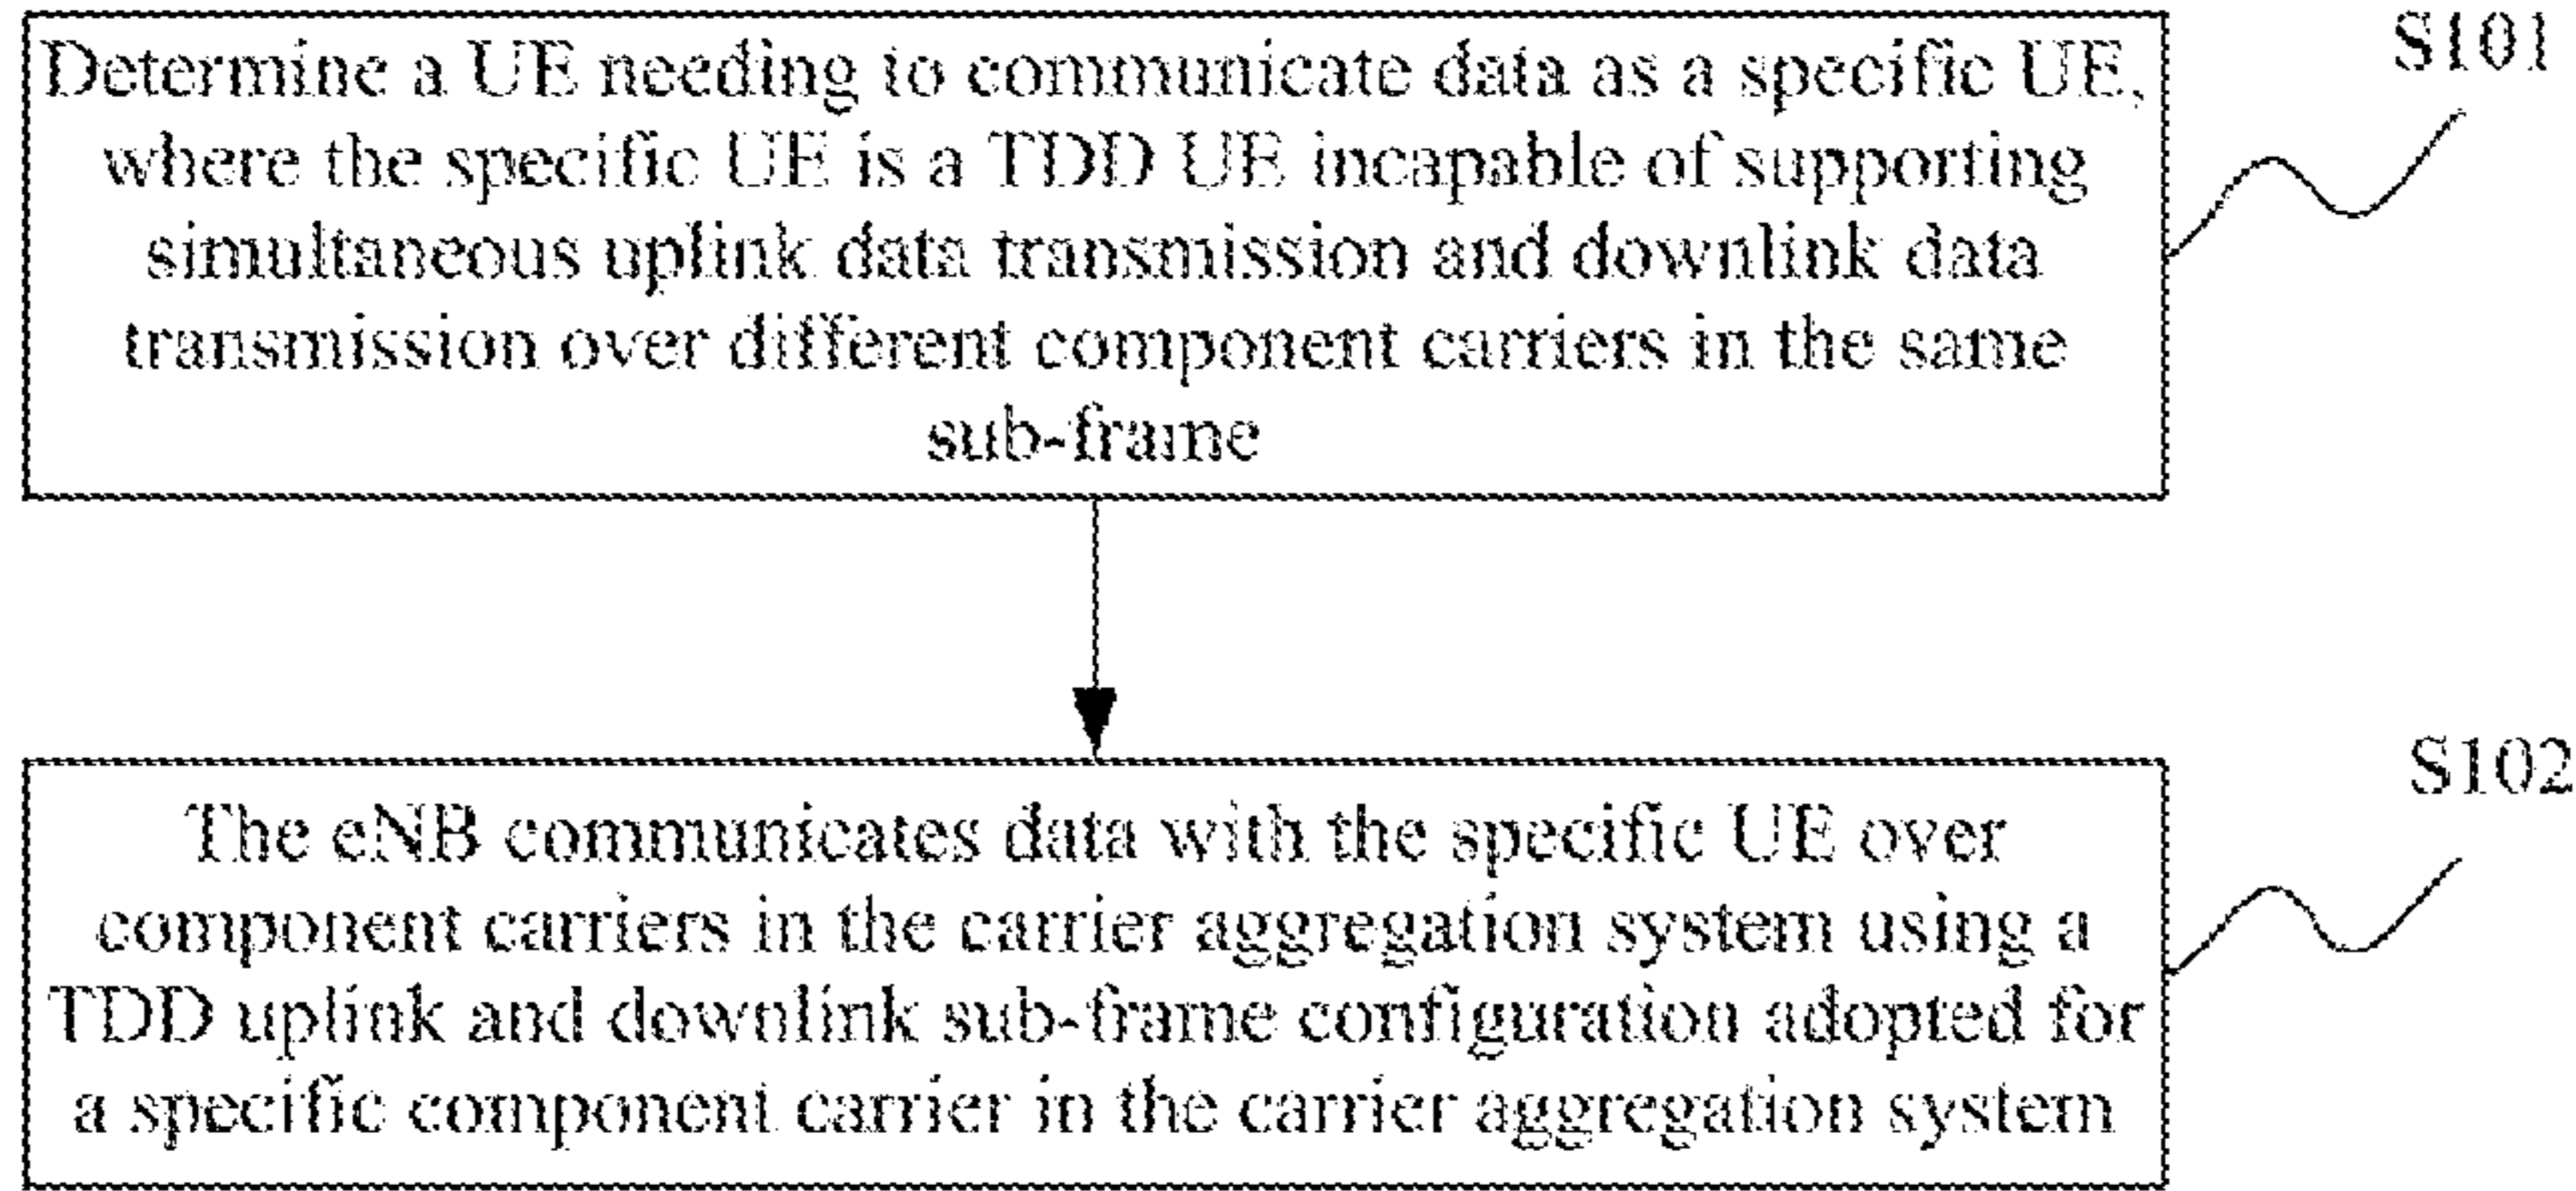 Determine a UE needing to communicate data as a specific UE,
where the specific UE is a TDD UE incapable of supporting
simultaneous uplink data transmission and downlink data
transmission over different component carriers in the same
sub-frame
S101
The eNB communicates data with the specific UE over
component carriers in the carrier aggregation system using a
TDD uplink and downlink sub-frame configuration adopted for
a specific component carrier in the carrier aggregation system
S102